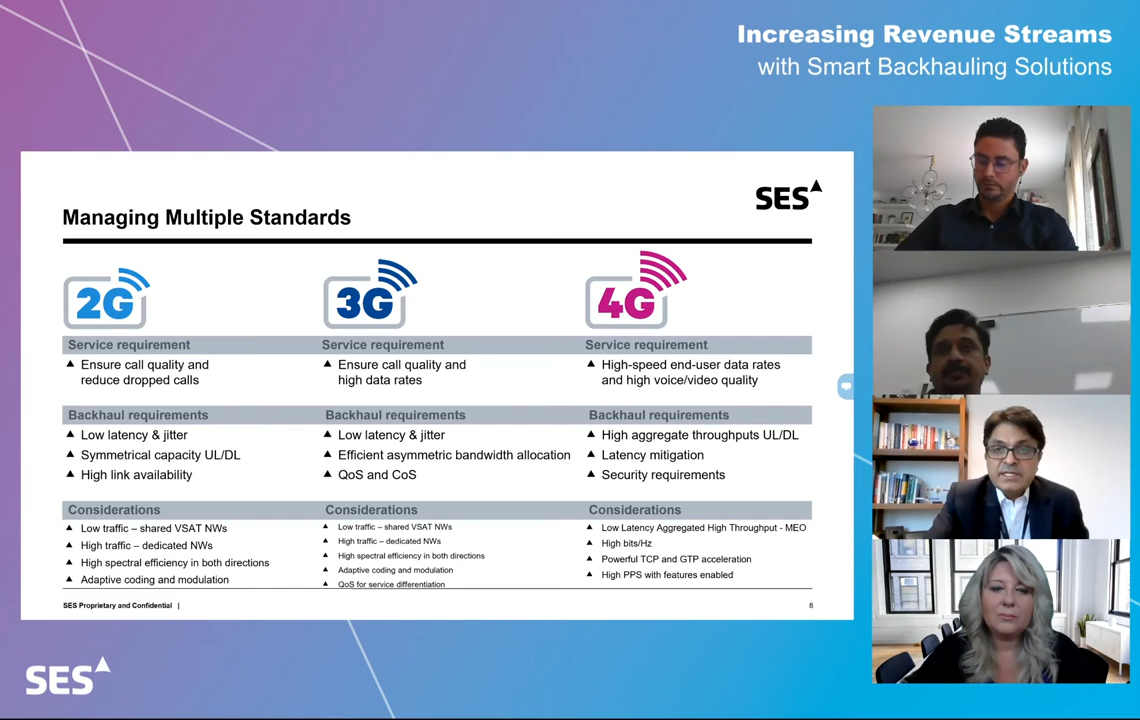 Increasing Revenue Streams
with Smart Backhauling Solutions
SES
Managing Multiple Standards
2G
3G
4G
Service requirement
Service requirement
Service requirement
Ensure call quality and
reduce dropped calls
Ensure call quality and
high data rates
High-speed end-user data rates
and high voice/video quality
Backhaul requirements
Backhaul requirements
Backhaul requirements
Low latency & jitter
Symmetrical capacity UL/DL
High link availability
Low latency & jitter
Efficient asymmetric bandwidth allocation
QoS and CoS
High aggregate throughputs UL/DL
Latency mitigation
Security requirements
Considerations
Considerations
Considerations
Low traffic – shared VSAT NWs
High traffic – dedicated NWs
High spectral efficiency in both directions
Adaptive coding and modulation
Low traffic – shared VSAT NWs
High traffic – dedicated NWs
High spectral efficiency in both directions
Adaptive coding and modulation
QoS for service differentiation
Low Latency Aggregated High Throughput - MEO
High bits/Hz
Powerful TCP and GTP acceleration
High PPS with features enabled
SES Proprietary and Confidential |
8
SES